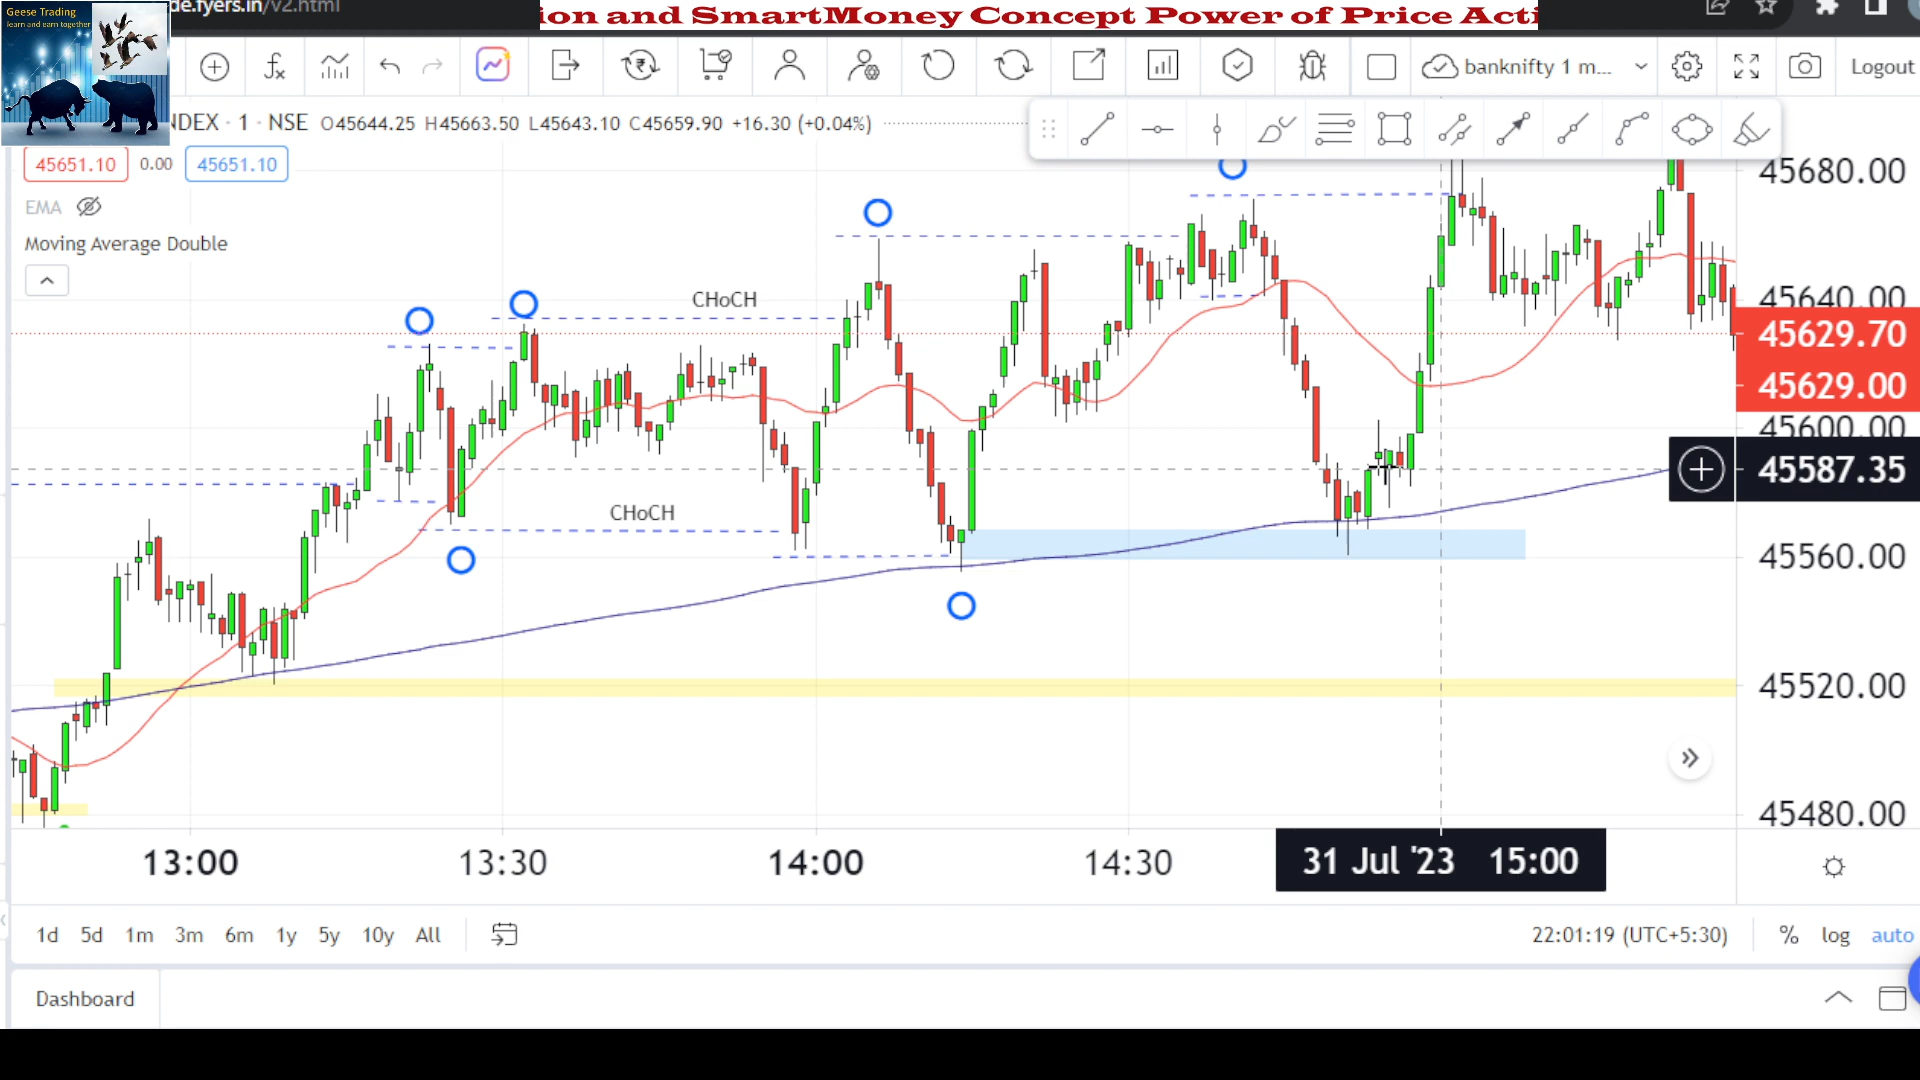 Geese Trading
learn and earn together
de.fyers.in/v2.html
ion and SmartMoney Concept Power of Price Acti
banknifty 1 m...
Logout
NDEX · 1 · NSE O45644.25 H45663.50 L45643.10 C45659.90 +16.30 (+0.04%)
45651.10 0.00 45651.10
EMA
Moving Average Double
CHoCH
CHoCH
45680.00
45640.00
45629.70
45629.00
45600.00
45587.35
45560.00
45520.00
45480.00
13:00 13:30 14:00 14:30 31 Jul '23 15:00
1d 5d 1m 3m 6m 1y 5y 10y All
22:01:19 (UTC+5:30) % log auto
Dashboard